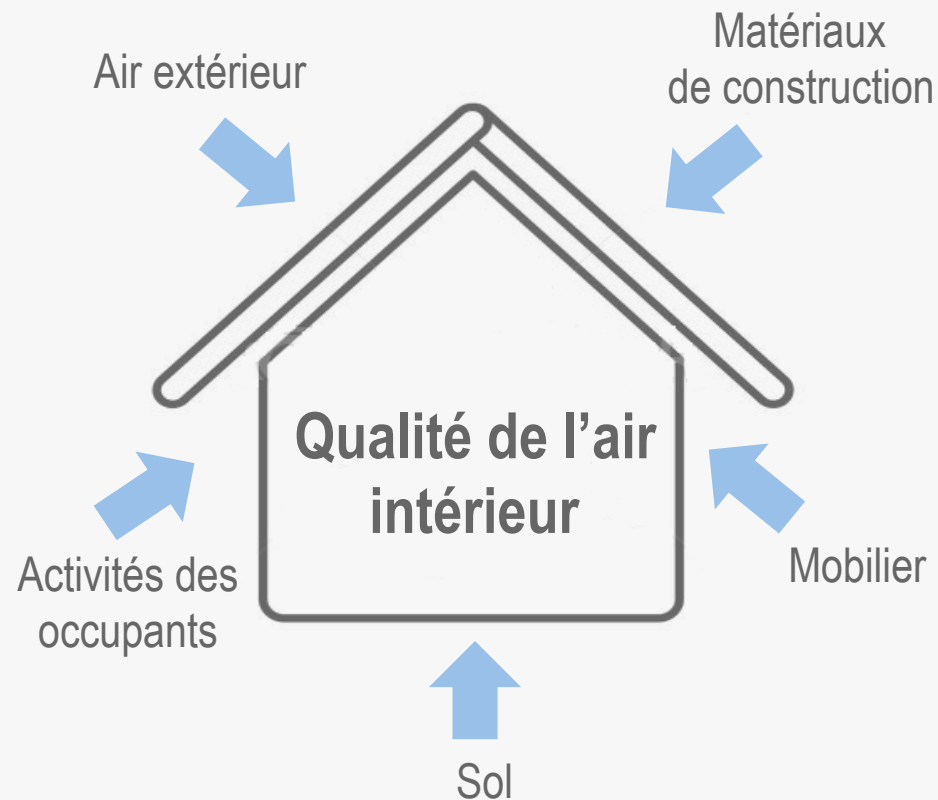 Air extérieur
Matériaux
de construction
Qualité de l’air
intérieur
Activités des
occupants
Mobilier
Sol